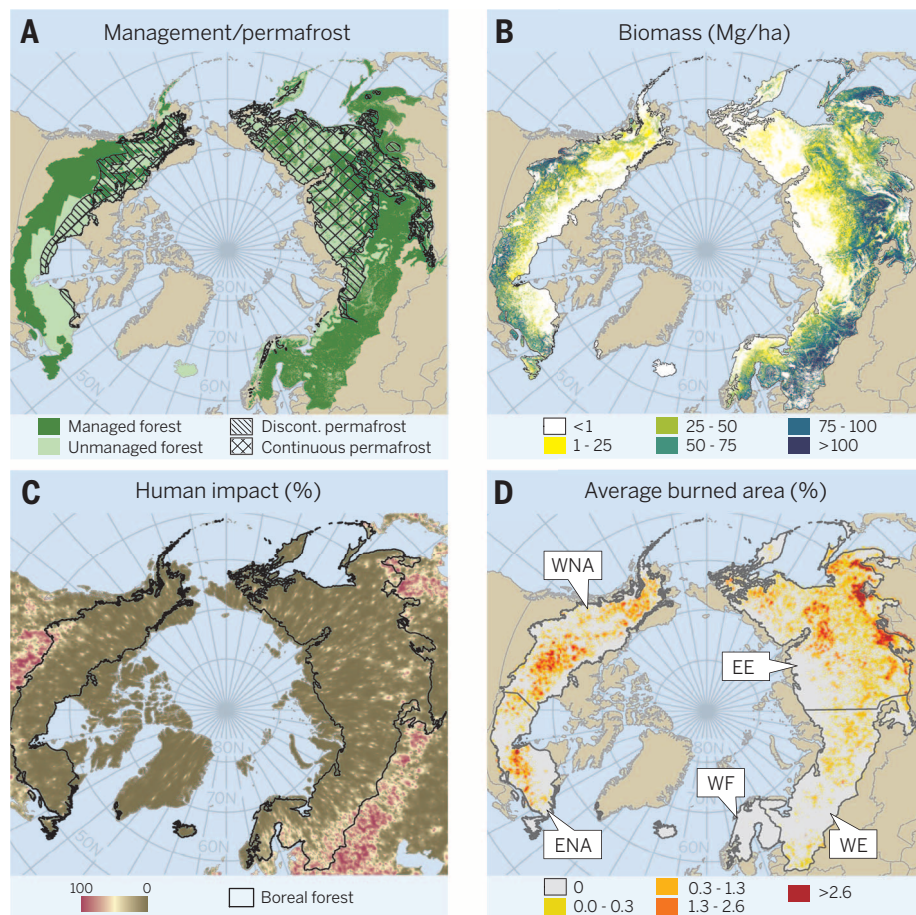 A Management/permafrost
80N
70N
60N
50N
Managed forest
Unmanaged forest
Discont. permafrost
Continuous permafrost
B Biomass (Mg/ha)
80N
70N
60N
50N
<1
1 - 25
25 - 50
50 - 75
75 - 100
>100
C Human impact (%)
80N
70N
60N
50N
100 0
Boreal forest
D Average burned area (%)
WNA
EE
80N
70N
WF
60N
50N
ENA
WE
0
0.0 - 0.3
0.3 - 1.3
1.3 - 2.6
>2.6